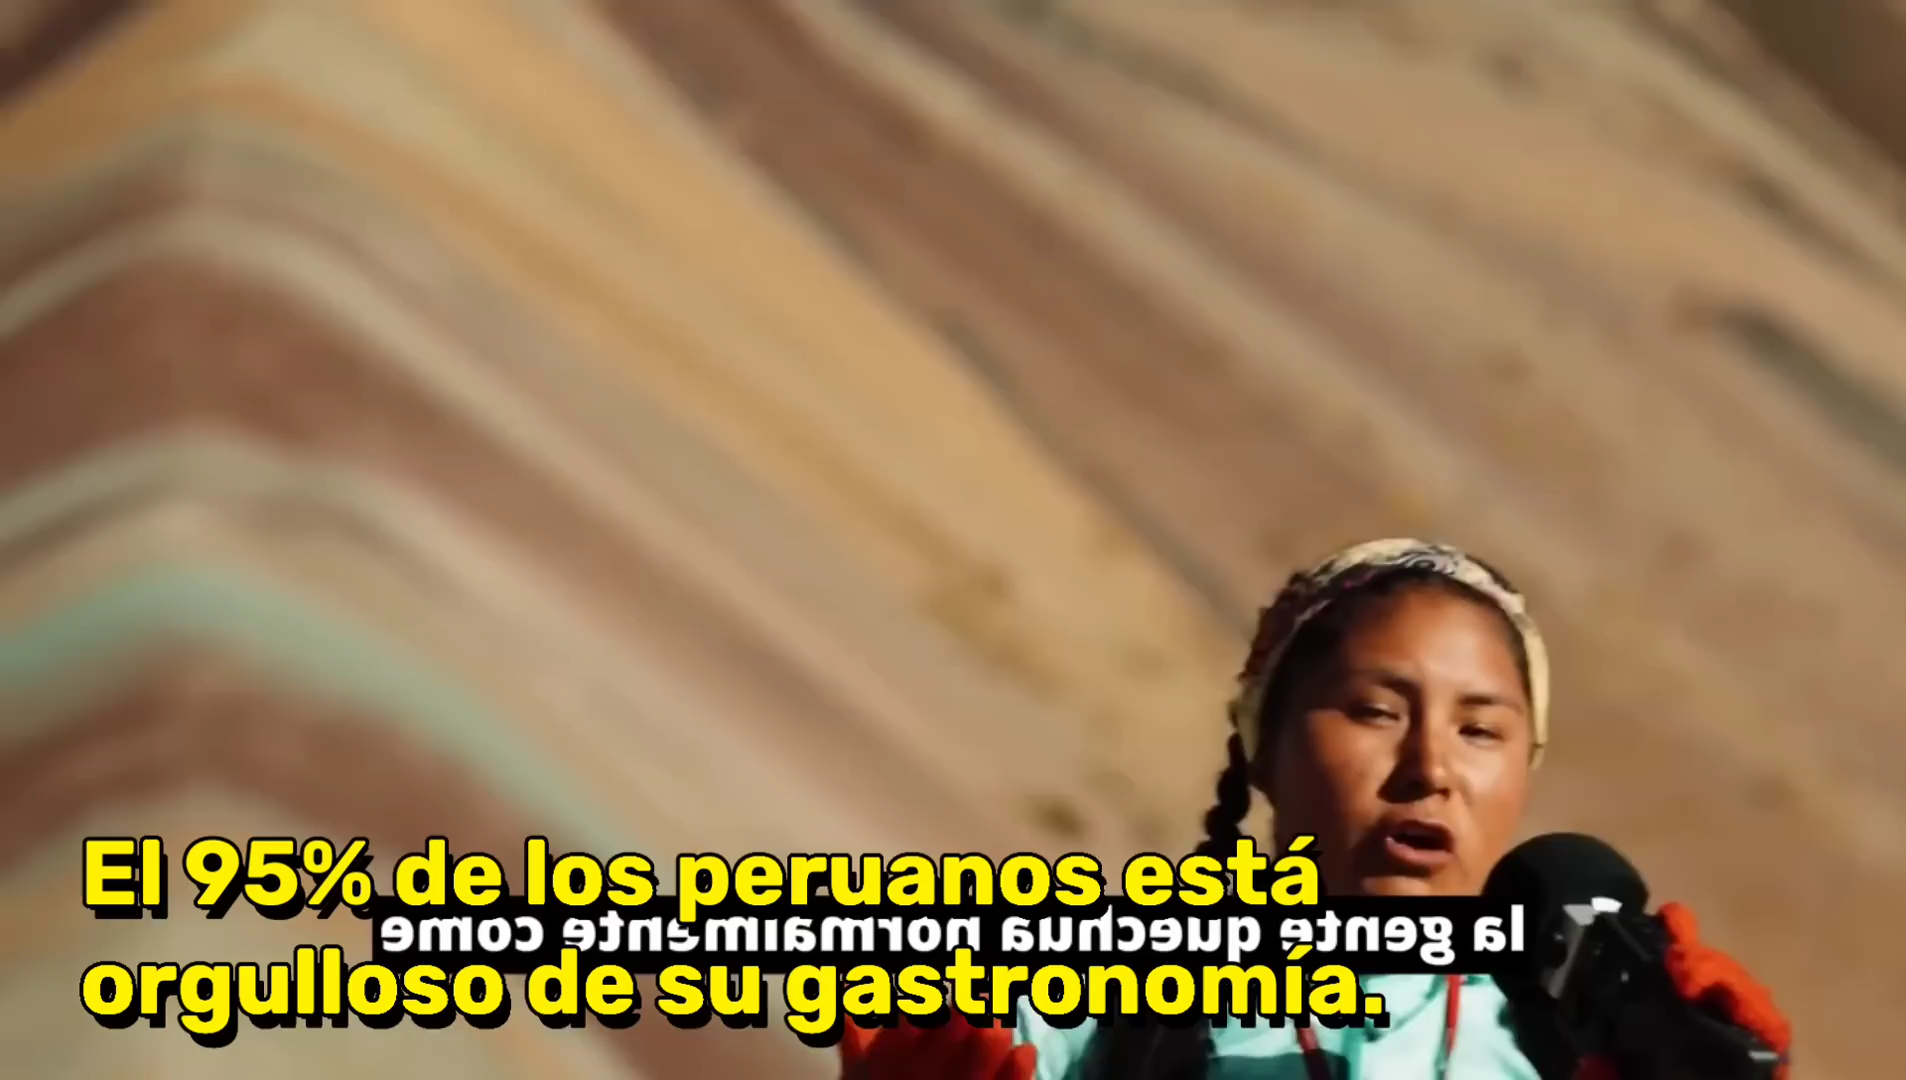 El 95% de los peruanos está
la gente quechua normalmente come
orgulloso de su gastronomía.